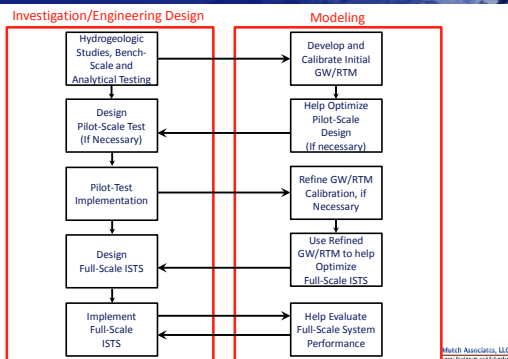 Investigation/Engineering Design
Modeling
Hydrogeologic
Studies, Bench-
Scale and
Analytical Testing
Develop and
Calibrate Initial
GW/RTM
Design
Pilot-Scale Test
(If Necessary)
Help Optimize
Pilot-Scale
Design
(If necessary)
Pilot-Test
Implementation
Refine GW/RTM
Calibration, if
Necessary
Design
Full-Scale ISTS
Use Refined
GW/RTM to help
Optimize
Full-Scale ISTS
Implement
Full-Scale
ISTS
Help Evaluate
Full-Scale System
Performance
Mutch Associates, LLC